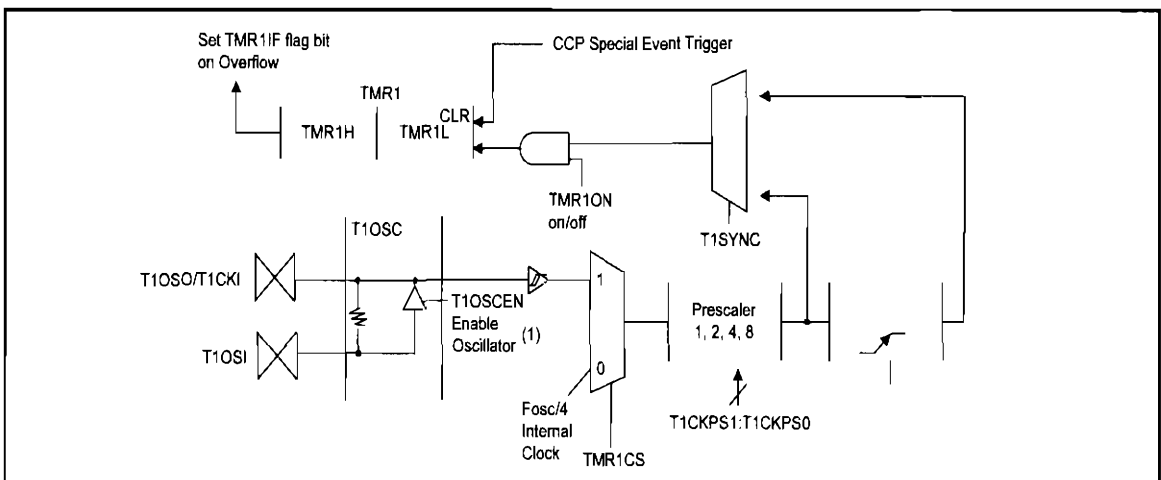 Set TMR1IF flag bit
on Overflow
CCP Special Event Trigger
TMR1
CLR
TMR1H
TMR1L
TMR1ON
on/off
T1SYNC
T1OSC
T1OSO/T1CKI
1
T1OSCEN
Enable
Oscillator
(1)
Prescaler
1, 2, 4, 8
T1OSI
0
Fosc/4
Internal
Clock
T1CKPS1:T1CKPS0
TMR1CS